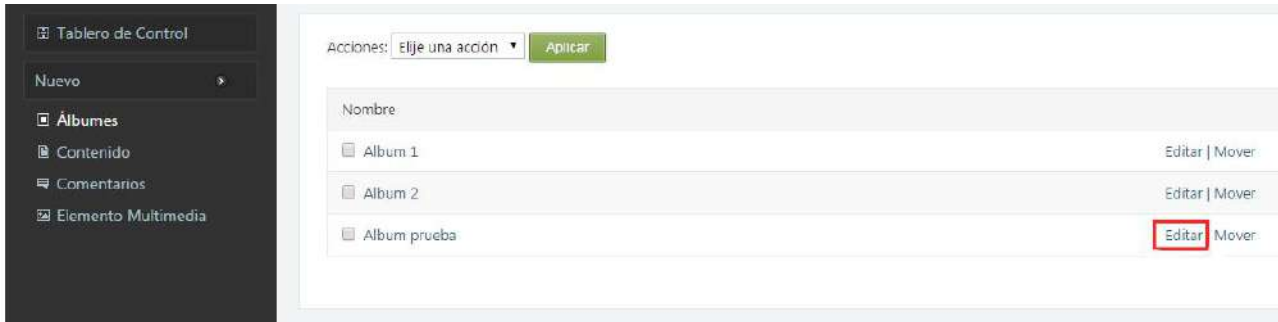 Tablero de Control
Nuevo
Álbumes
Contenido
Comentarios
Elemento Multimedia
Acciones: Elije una acción Aplicar
Nombre
Album 1 Editar | Mover
Album 2 Editar | Mover
Album prueba Editar | Mover